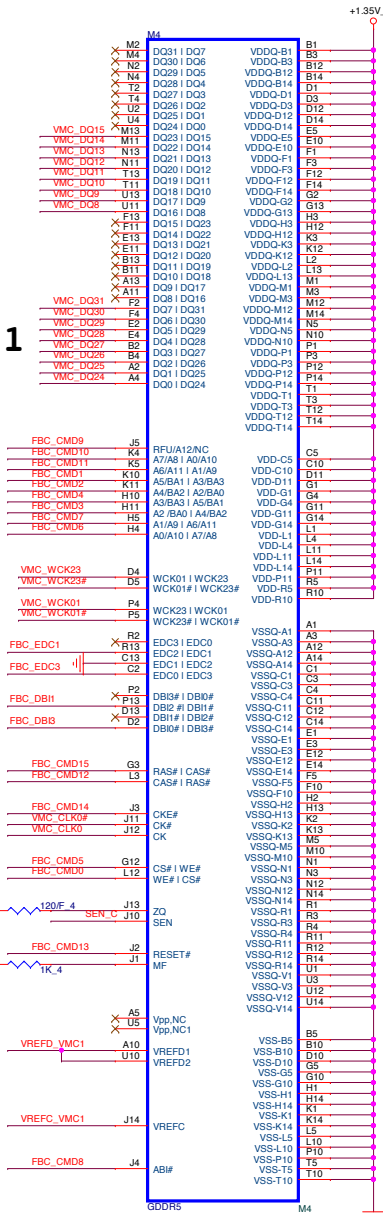 +1.35V_
M4
M2 DQ31 | DQ7 VDDQ-B1 B1
M4 DQ30 | DQ6 VDDQ-B3 B3
N2 DQ29 | DQ5 VDDQ-B12 B12
N4 DQ28 | DQ4 VDDQ-B14 B14
T2 DQ27 | DQ3 VDDQ-D1 D1
T4 DQ26 | DQ2 VDDQ-D3 D3
U2 DQ25 | DQ1 VDDQ-D12 D12
U4 DQ24 | DQ0 VDDQ-D14 D14
VMC_DQ15 M13 DQ23 | DQ15 VDDQ-E5 E5
VMC_DQ14 M11 DQ22 | DQ14 VDDQ-E10 E10
VMC_DQ13 N13 DQ21 | DQ13 VDDQ-F1 F1
VMC_DQ12 N11 DQ20 | DQ12 VDDQ-F3 F3
VMC_DQ11 T13 DQ19 | DQ11 VDDQ-F12 F12
VMC_DQ10 T11 DQ18 | DQ10 VDDQ-F14 F14
VMC_DQ9 U13 DQ17 | DQ9 VDDQ-G2 G2
VMC_DQ8 U11 DQ16 | DQ8 VDDQ-G13 G13
F13 DQ15 | DQ23 VDDQ-H3 H3
F11 DQ14 | DQ22 VDDQ-H12 H12
E13 DQ13 | DQ21 VDDQ-K3 K3
E11 DQ12 | DQ20 VDDQ-K12 K12
B13 DQ11 | DQ19 VDDQ-L2 L2
B11 DQ10 | DQ18 VDDQ-L13 L13
A13 DQ9 | DQ17 VDDQ-M1 M1
A11 DQ8 | DQ16 VDDQ-M3 M3
VMC_DQ31 F2 DQ7 | DQ31 VDDQ-M12 M12
VMC_DQ30 F4 DQ6 | DQ30 VDDQ-M14 M14
VMC_DQ29 E2 DQ5 | DQ29 VDDQ-N5 N5
1 VMC_DQ28 E4 DQ4 | DQ28 VDDQ-N10 N10
VMC_DQ27 B2 DQ3 | DQ27 VDDQ-P1 P1
VMC_DQ26 B4 DQ2 | DQ26 VDDQ-P3 P3
VMC_DQ25 A2 DQ1 | DQ25 VDDQ-P12 P12
VMC_DQ24 A4 DQ0 | DQ24 VDDQ-P14 P14
VDDQ-T1 T1
VDDQ-T3 T3
VDDQ-T12 T12
VDDQ-T14 T14
FBC_CMD9 J5 RFU/A12/NC
FBC_CMD10 K4 A7/A8 | A0/A10 VDD-C5 C5
FBC_CMD11 K5 A6/A11 | A1/A9 VDD-C10 C10
FBC_CMD1 K10 A5/BA1 | A3/BA3 VDD-D11 D11
FBC_CMD2 K11 A4/BA2 | A2/BA0 VDD-G1 G1
FBC_CMD4 H10 A3/BA3 | A5/BA1 VDD-G4 G4
FBC_CMD3 H11 A2 /BA0 | A4/BA2 VDD-G11 G11
FBC_CMD7 H5 A1/A9 | A6/A11 VDD-G14 G14
FBC_CMD6 H4 A0/A10 | A7/A8 VDD-L1 L1
VDD-L4 L4
VDD-L11 L11
VDD-L14 L14
VMC_WCK23 D4 WCK01 | WCK23 VDD-P11 P11
VMC_WCK23# D5 WCK01# | WCK23# VDD-R5 R5
VDD-R10 R10
VMC_WCK01 P4 WCK23 | WCK01
VMC_WCK01# P5 WCK23# | WCK01#
VSSQ-A1 A1
R2 EDC3 | EDC0 VSSQ-A3 A3
FBC_EDC1 R13 EDC2 | EDC1 VSSQ-A12 A12
C13 EDC1 | EDC2 VSSQ-A14 A14
FBC_EDC3 C2 EDC0 | EDC3 VSSQ-C1 C1
VSSQ-C3 C3
P2 DBI3# | DBI0# VSSQ-C4 C4
FBC_DBI1 P13 DBI2 #| DBI1# VSSQ-C11 C11
D13 DBI1# | DBI2# VSSQ-C12 C12
FBC_DBI3 D2 DBI0# | DBI3# VSSQ-C14 C14
VSSQ-E1 E1
VSSQ-E3 E3
VSSQ-E12 E12
FBC_CMD15 G3 RAS# | CAS# VSSQ-E14 E14
FBC_CMD12 L3 CAS# | RAS# VSSQ-F5 F5
VSSQ-F10 F10
VSSQ-H2 H2
FBC_CMD14 J3 CKE# VSSQ-H13 H13
VMC_CLK0# J11 CK# VSSQ-K2 K2
VMC_CLK0 J12 CK VSSQ-K13 K13
VSSQ-M5 M5
VSSQ-M10 M10
FBC_CMD5 G12 CS# | WE# VSSQ-N1 N1
FBC_CMD0 L12 WE# | CS# VSSQ-N3 N3
VSSQ-N12 N12
VSSQ-N14 N14
120/F_4 J13 ZQ VSSQ-R1 R1
SEN_C J10 SEN VSSQ-R3 R3
VSSQ-R4 R4
VSSQ-R11 R11
FBC_CMD13 J2 RESET# VSSQ-R12 R12
1K_4 J1 MF VSSQ-R14 R14
VSSQ-V1 U1
VSSQ-V3 U3
VSSQ-V12 U12
VSSQ-V14 U14
A5 Vpp,NC
U5 Vpp,NC1
VSS-B5 B5
VREFD_VMC1 A10 VREFD1 VSS-B10 B10
U10 VREFD2 VSS-D10 D10
VSS-G5 G5
VSS-G10 G10
VSS-H1 H1
VSS-H14 H14
VSS-K1 K1
VREFC_VMC1 J14 VREFC VSS-K14 K14
VSS-L5 L5
VSS-L10 L10
VSS-P10 P10
FBC_CMD8 J4 ABI# VSS-T5 T5
VSS-T10 T10
GDDR5 M4